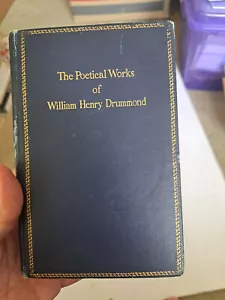 The Poetical Works
of
William Henry Drummond